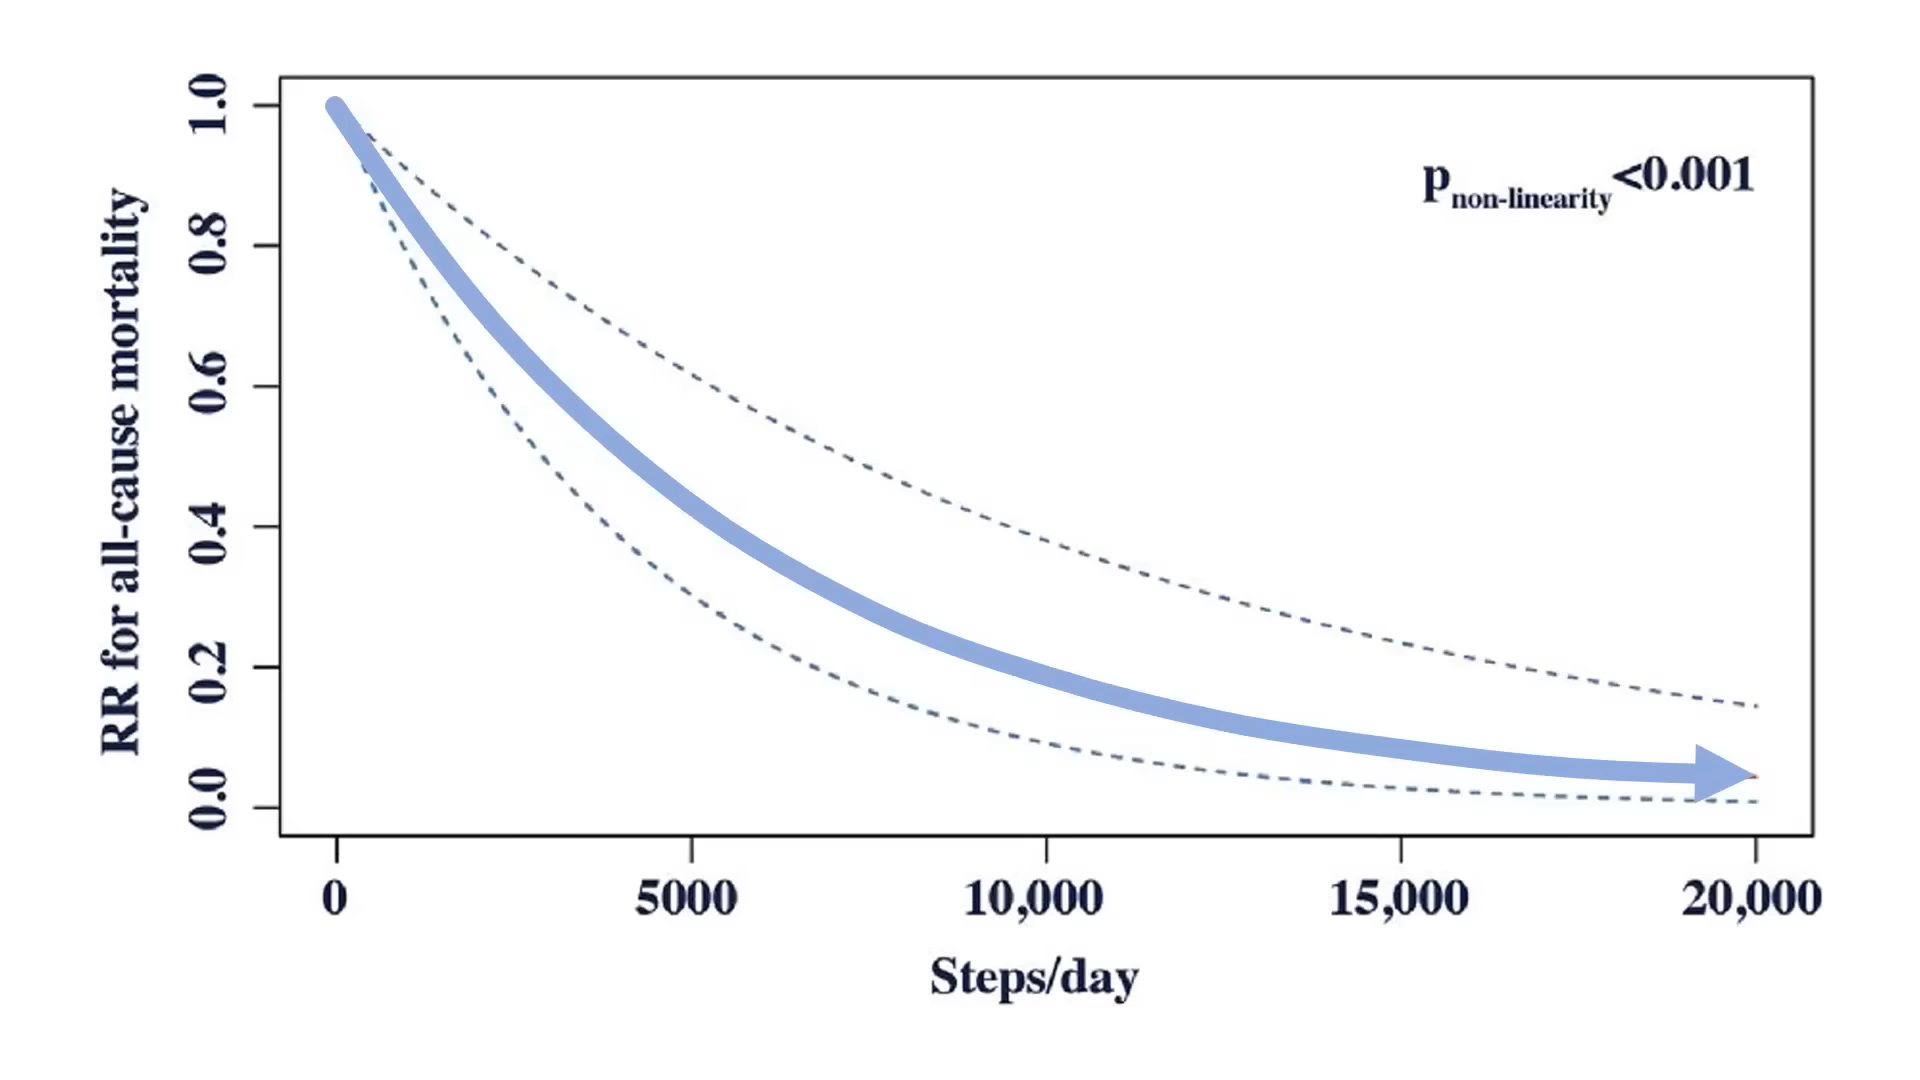 1.0
0.8
0.6
0.4
0.2
0.0
RR for all-cause mortality
p non-linearity <0.001
0 5000 10,000 15,000 20,000
Steps/day